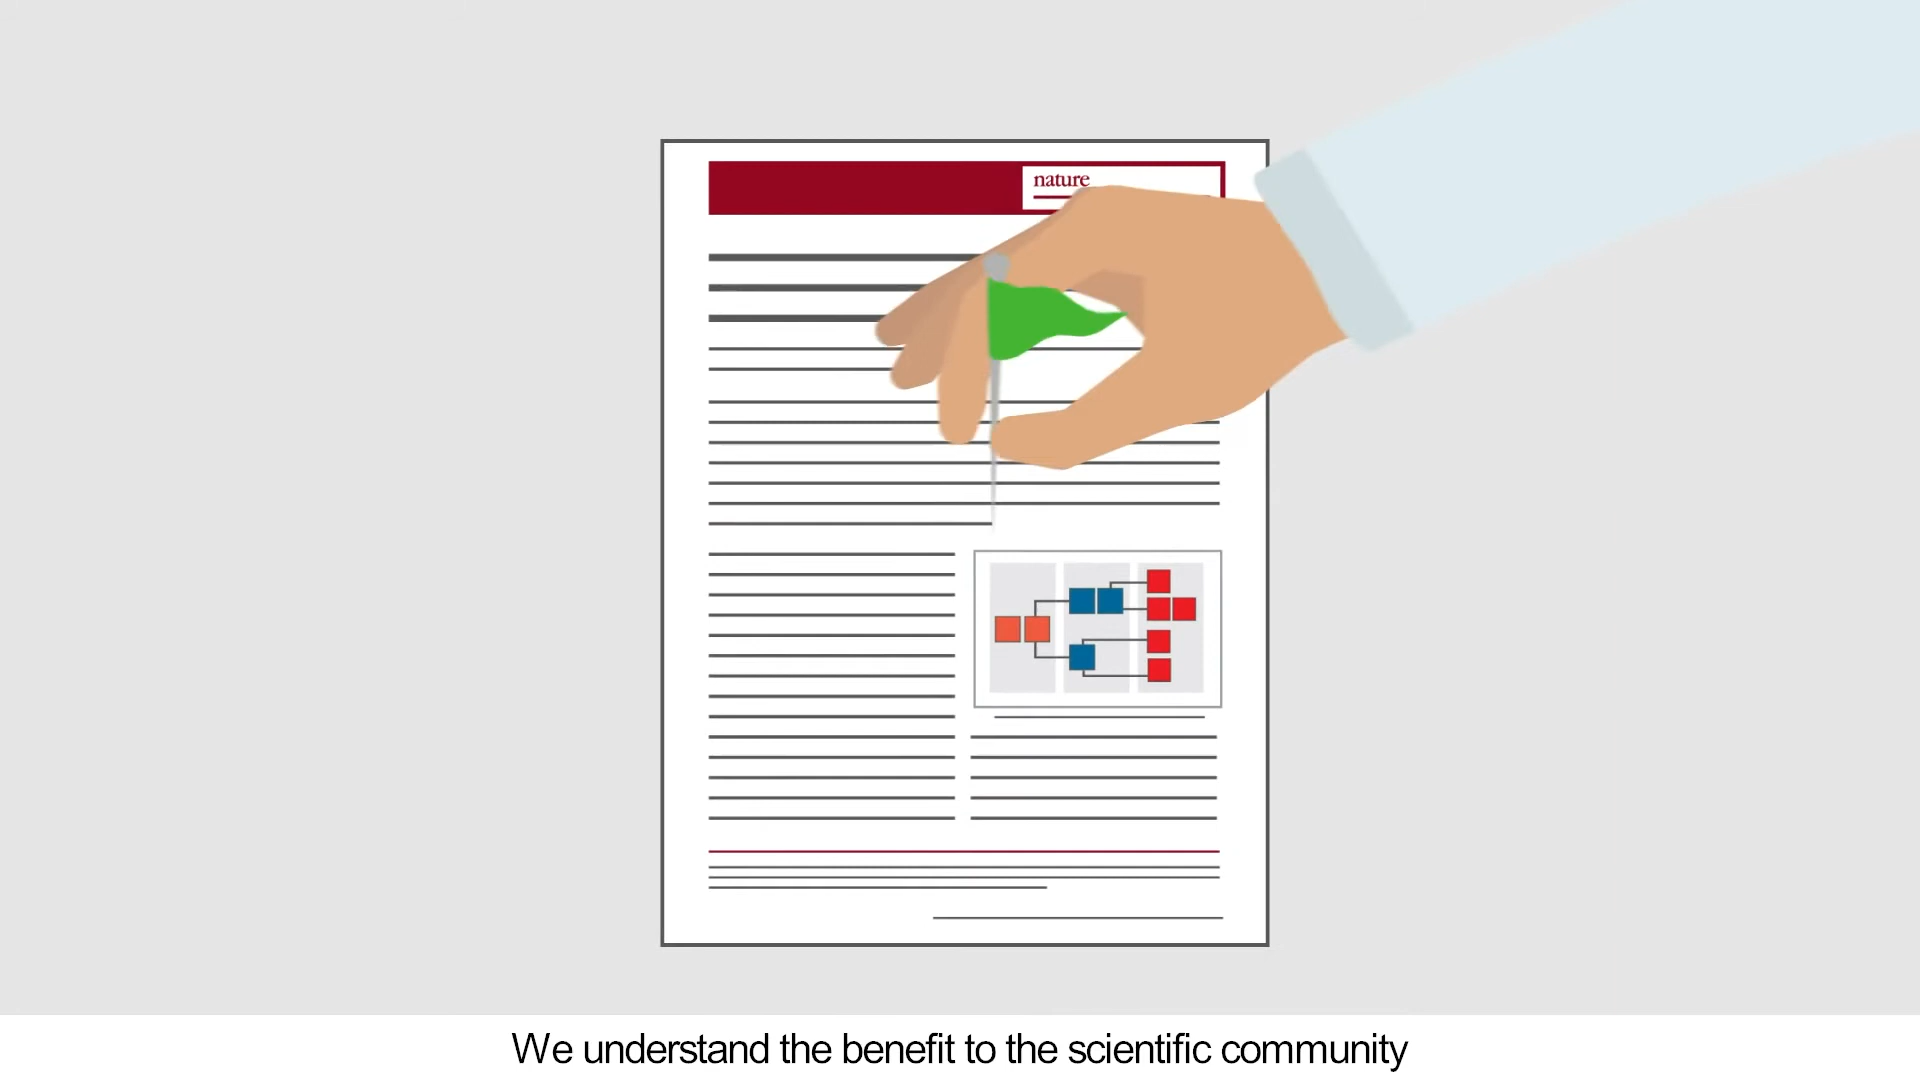 nature
We understand the benefit to the scientific community